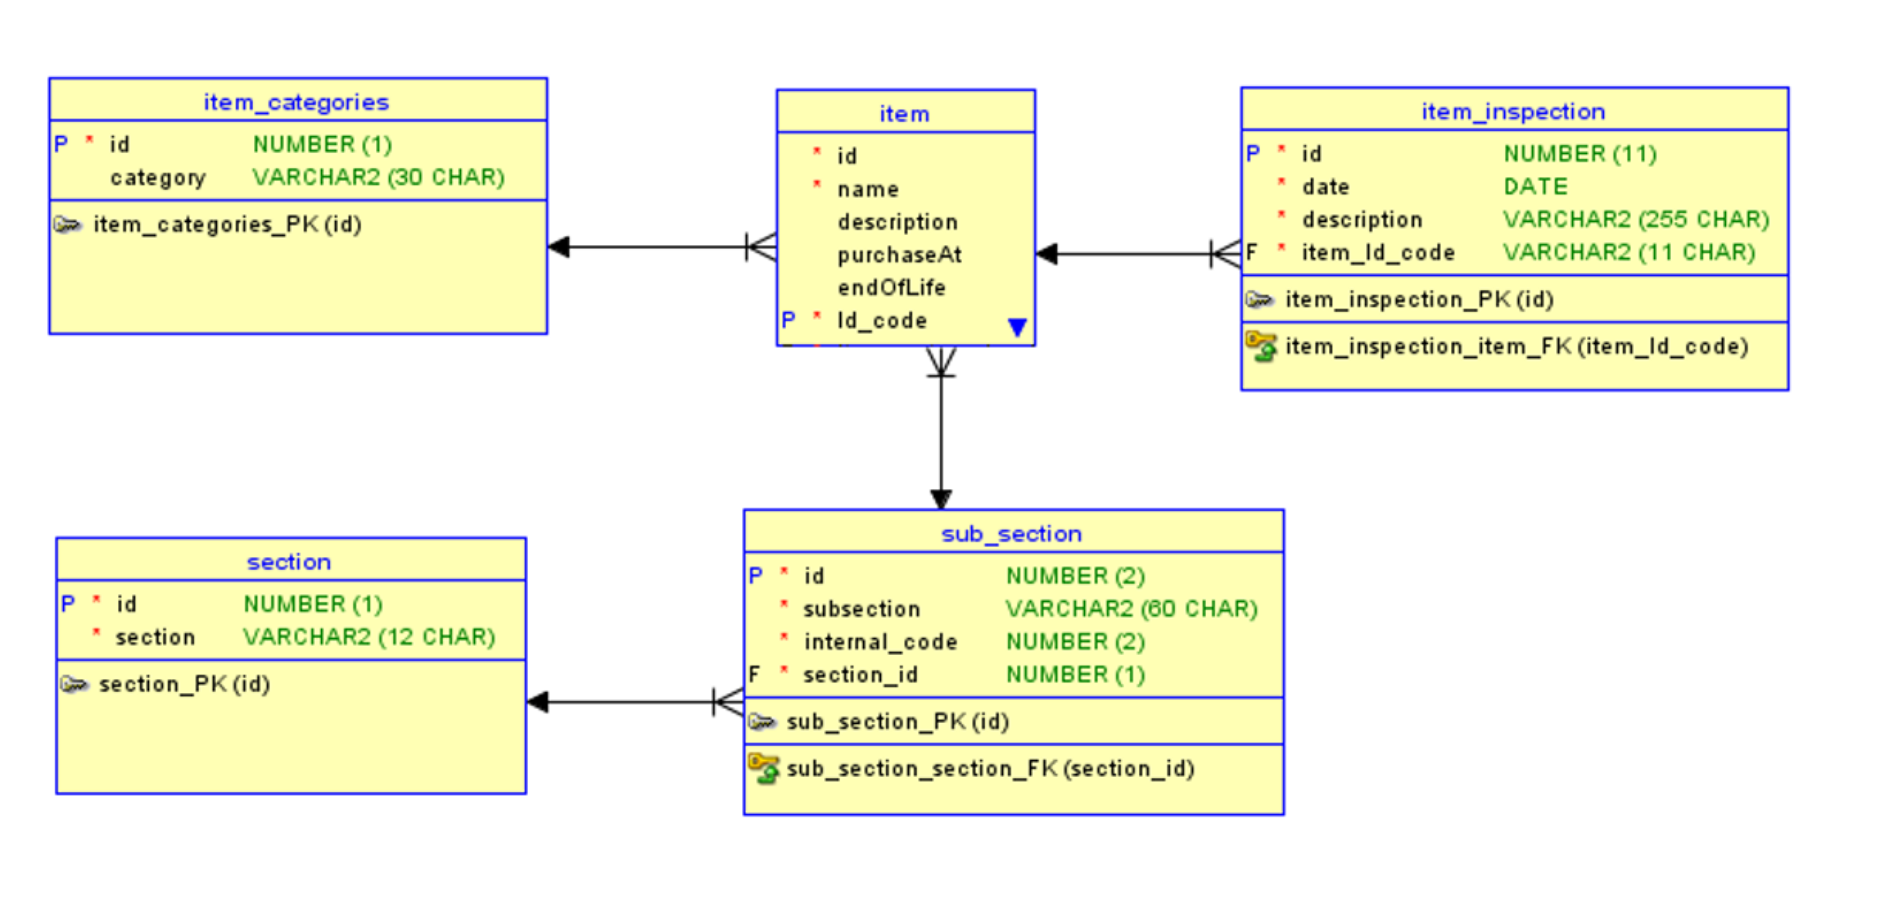 item_categories
P * id NUMBER (1)
category VARCHAR2 (30 CHAR)
item_categories_PK (id)
item
* id
* name
description
purchaseAt
endOfLife
P * Id_code
item_inspection
P * id NUMBER (11)
* date DATE
* description VARCHAR2 (255 CHAR)
F * item_Id_code VARCHAR2 (11 CHAR)
item_inspection_PK (id)
item_inspection_item_FK (item_Id_code)
section
P * id NUMBER (1)
* section VARCHAR2 (12 CHAR)
section_PK (id)
sub_section
P * id NUMBER (2)
* subsection VARCHAR2 (60 CHAR)
* internal_code NUMBER (2)
F * section_id NUMBER (1)
sub_section_PK (id)
sub_section_section_FK (section_id)